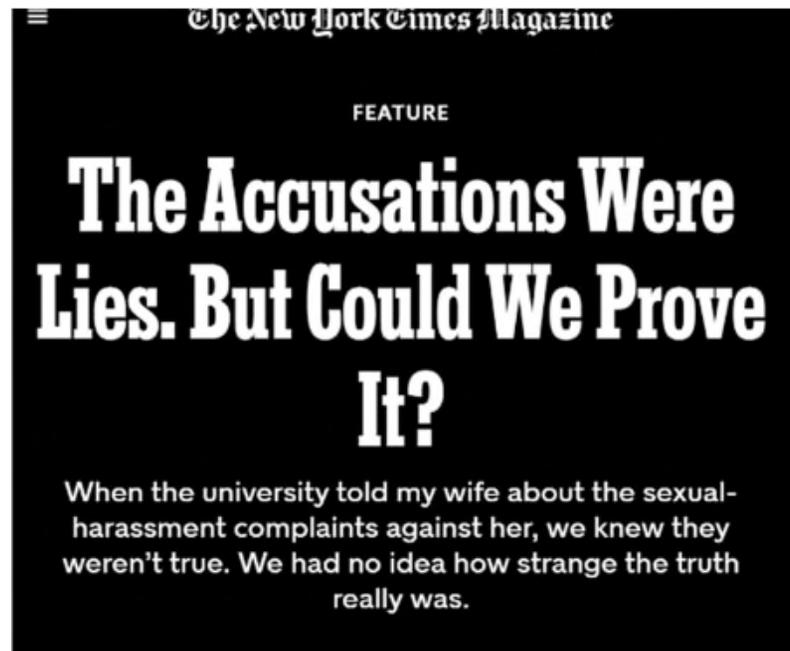 The New York Times Magazine
FEATURE
The Accusations Were
Lies. But Could We Prove
It?
When the university told my wife about the sexual-
harassment complaints against her, we knew they
weren't true. We had no idea how strange the truth
really was.